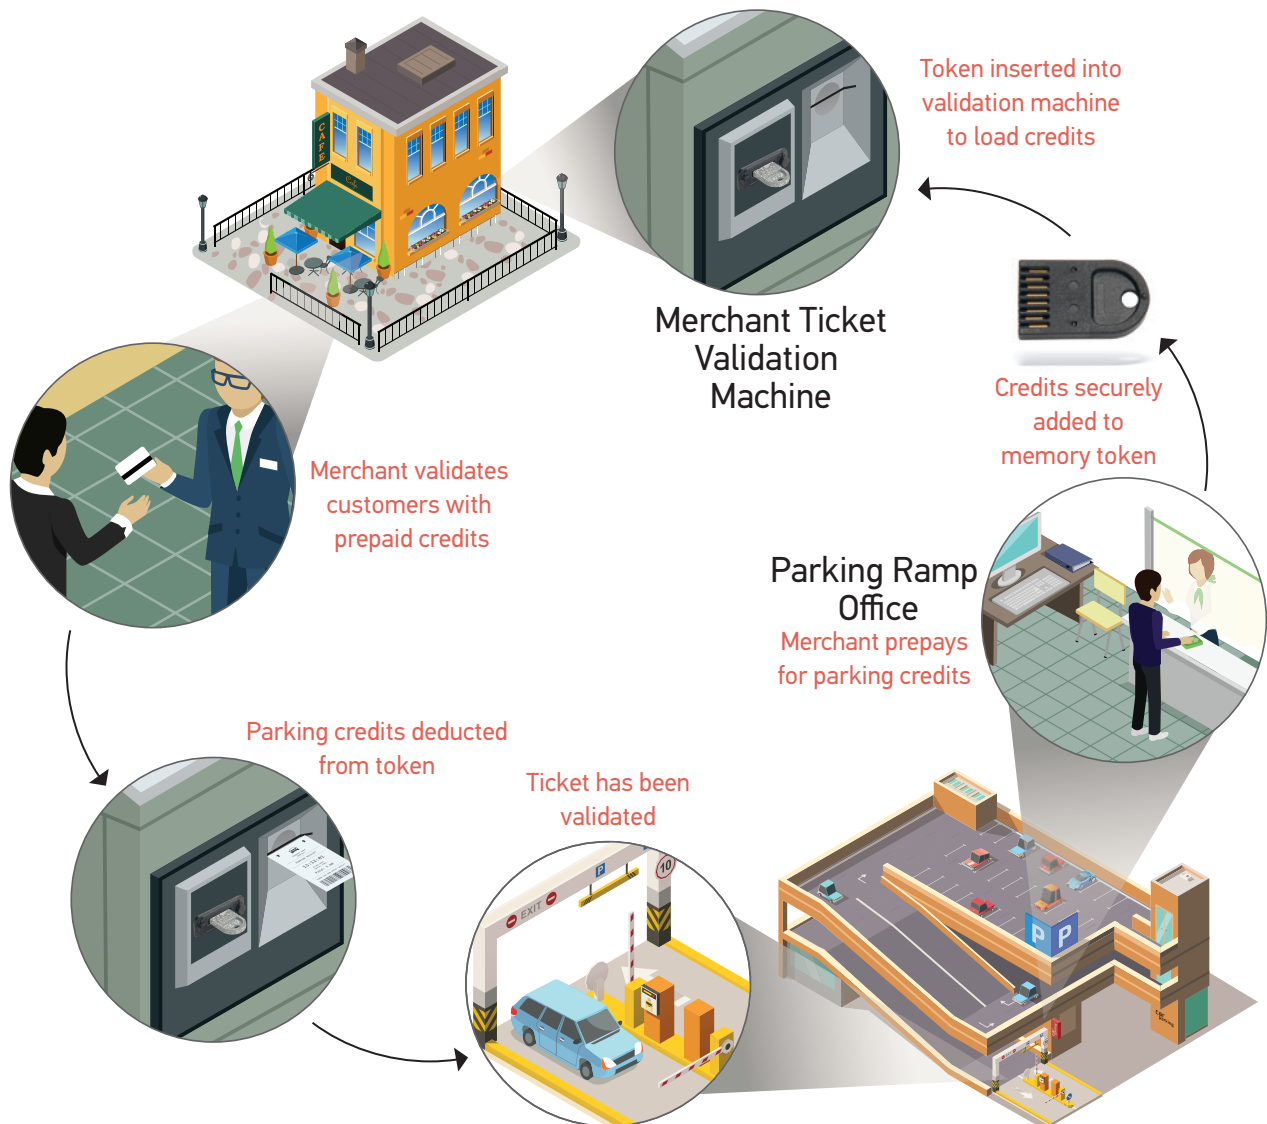 Token inserted into
validation machine
to load credits
CAFE
Cafe
Merchant Ticket
Validation
Machine
Credits securely
added to
memory token
Merchant validates
customers with
prepaid credits
Parking Ramp
Office
Merchant prepays
for parking credits
Parking credits deducted
from token
Ticket has been
validated
P
10
EXIT
P P